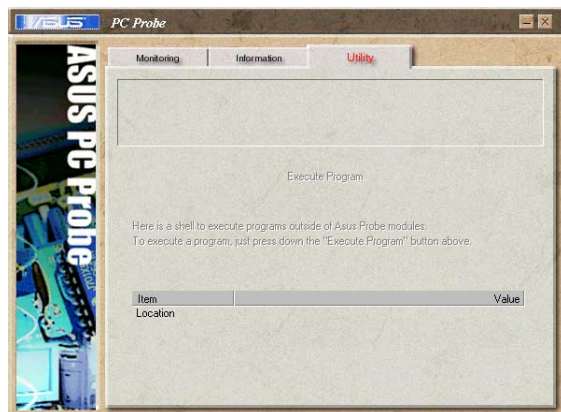 ASUS PC Probe
Monitoring Information Utility
ASUS PC Probe
Execute Program
Here is a shell to execute programs outside of Asus Probe modules.
To execute a program, just press down the "Execute Program" button above.
Item Value
Location